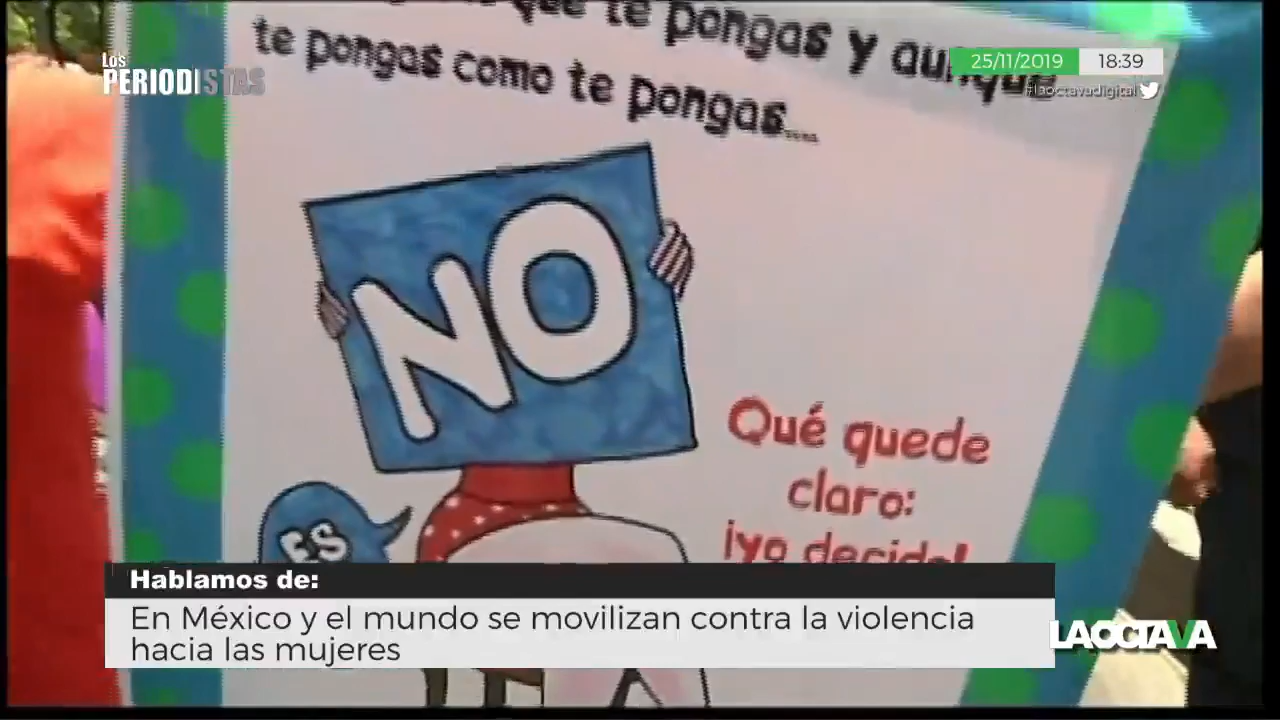 que te pongas y aunque
te pongas como te pongas....
Los
PERIODISTAS
25/11/2019 18:39
#laoctavadigital
NO
Qué quede
claro:
¡yo decido!
ES
Hablamos de:
En México y el mundo se movilizan contra la violencia
hacia las mujeres
LAOCTAVA